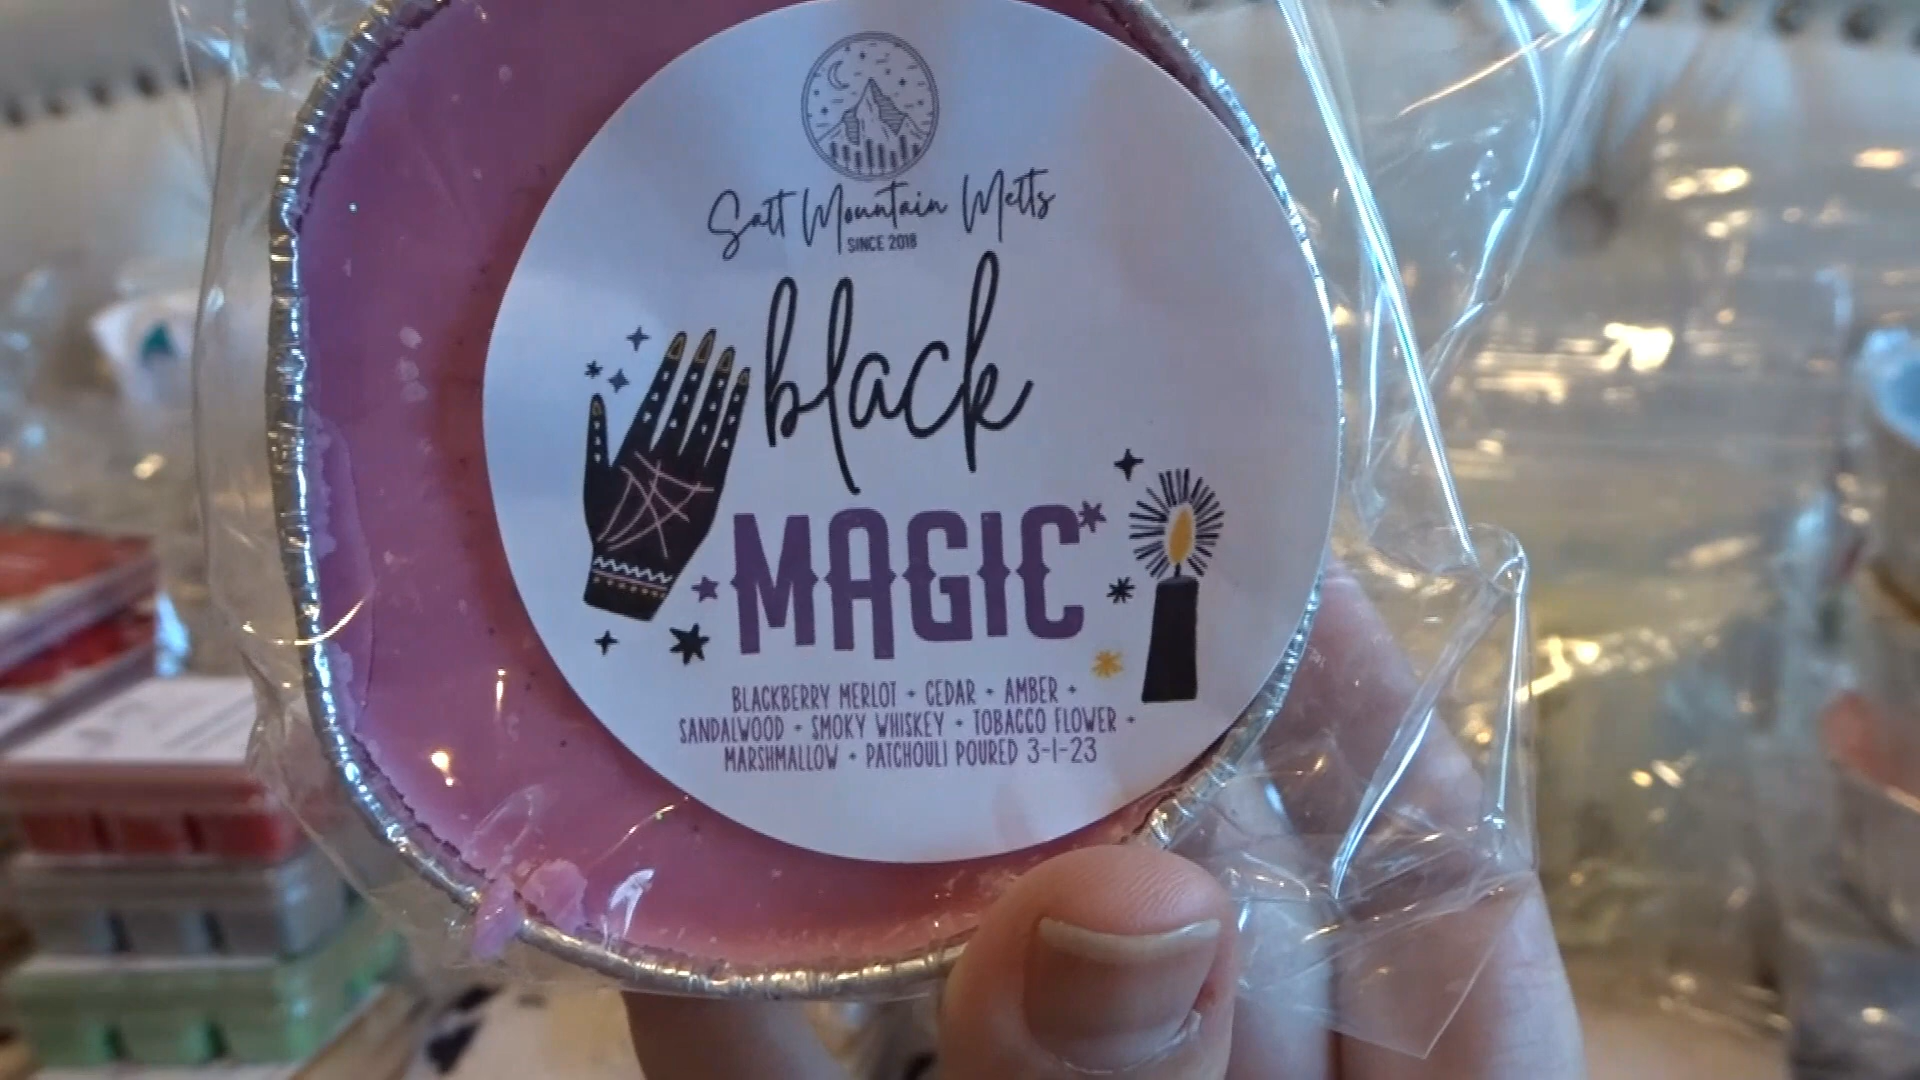 Salt Mountain Melts
SINCE 2018
black
MAGIC
BLACKBERRY MERLOT + CEDAR + AMBER +
SANDALWOOD + SMOKY WHISKEY + TOBACCO FLOWER +
MARSHMALLOW + PATCHOULI POURED 3-1-23